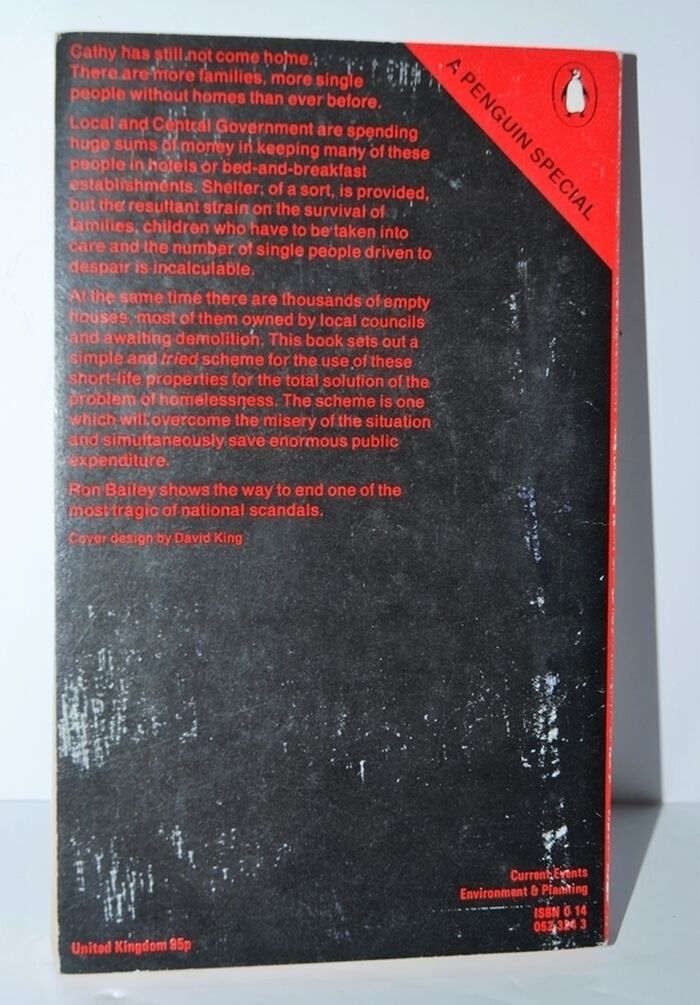 Cathy has still not come home.
There are more families, more single
people without homes than ever before.
Local and Central Government are spending
huge sums of money in keeping many of these
people in hotels or bed-and-breakfast
establishments. Shelter, of a sort, is provided,
but the resultant strain on the survival of
families, children who have to be taken into
care and the number of single people driven to
despair is incalculable.
At the same time there are thousands of empty
houses, most of them owned by local councils
and awaiting demolition. This book sets out a
simple and tried scheme for the use of these
short-life properties for the total solution of the
problem of homelessness. The scheme is one
which will overcome the misery of the situation
and simultaneously save enormous public
expenditure.
Ron Bailey shows the way to end one of the
most tragic of national scandals.
Cover design by David King
A PENGUIN SPECIAL
Current Events
Environment & Planning
ISBN 0 14
052 324 3
United Kingdom 95p